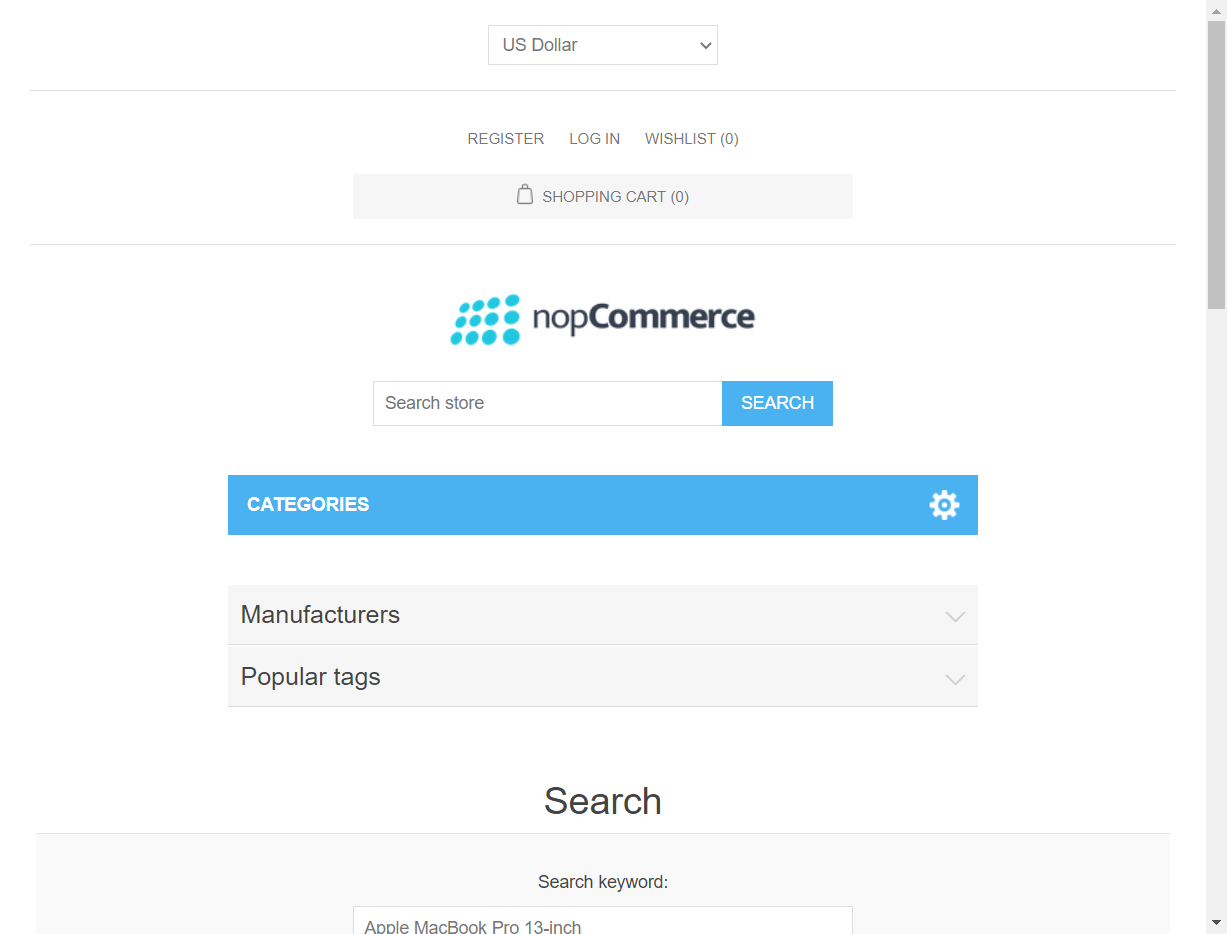 US Dollar
REGISTER LOG IN WISHLIST (0)
SHOPPING CART (0)
nopCommerce
Search store SEARCH
CATEGORIES
Manufacturers
Popular tags
Search
Search keyword:
Apple MacBook Pro 13-inch